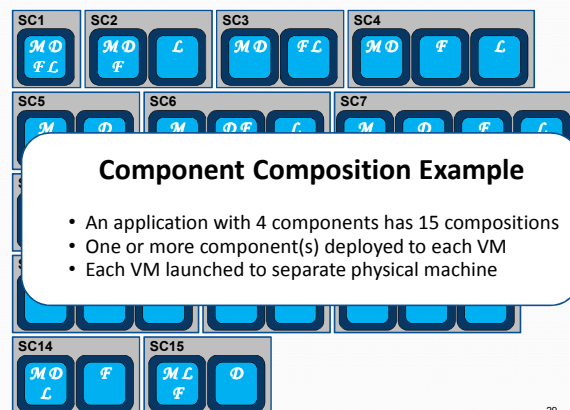 SC1 SC2 SC3 SC4
M D M D L M D F L M D F L
F L F
SC5 SC6 SC7
M D M D F L M D F L
Component Composition Example
• An application with 4 components has 15 compositions
• One or more component(s) deployed to each VM
• Each VM launched to separate physical machine
SC14 SC15
M D F M L D
L F